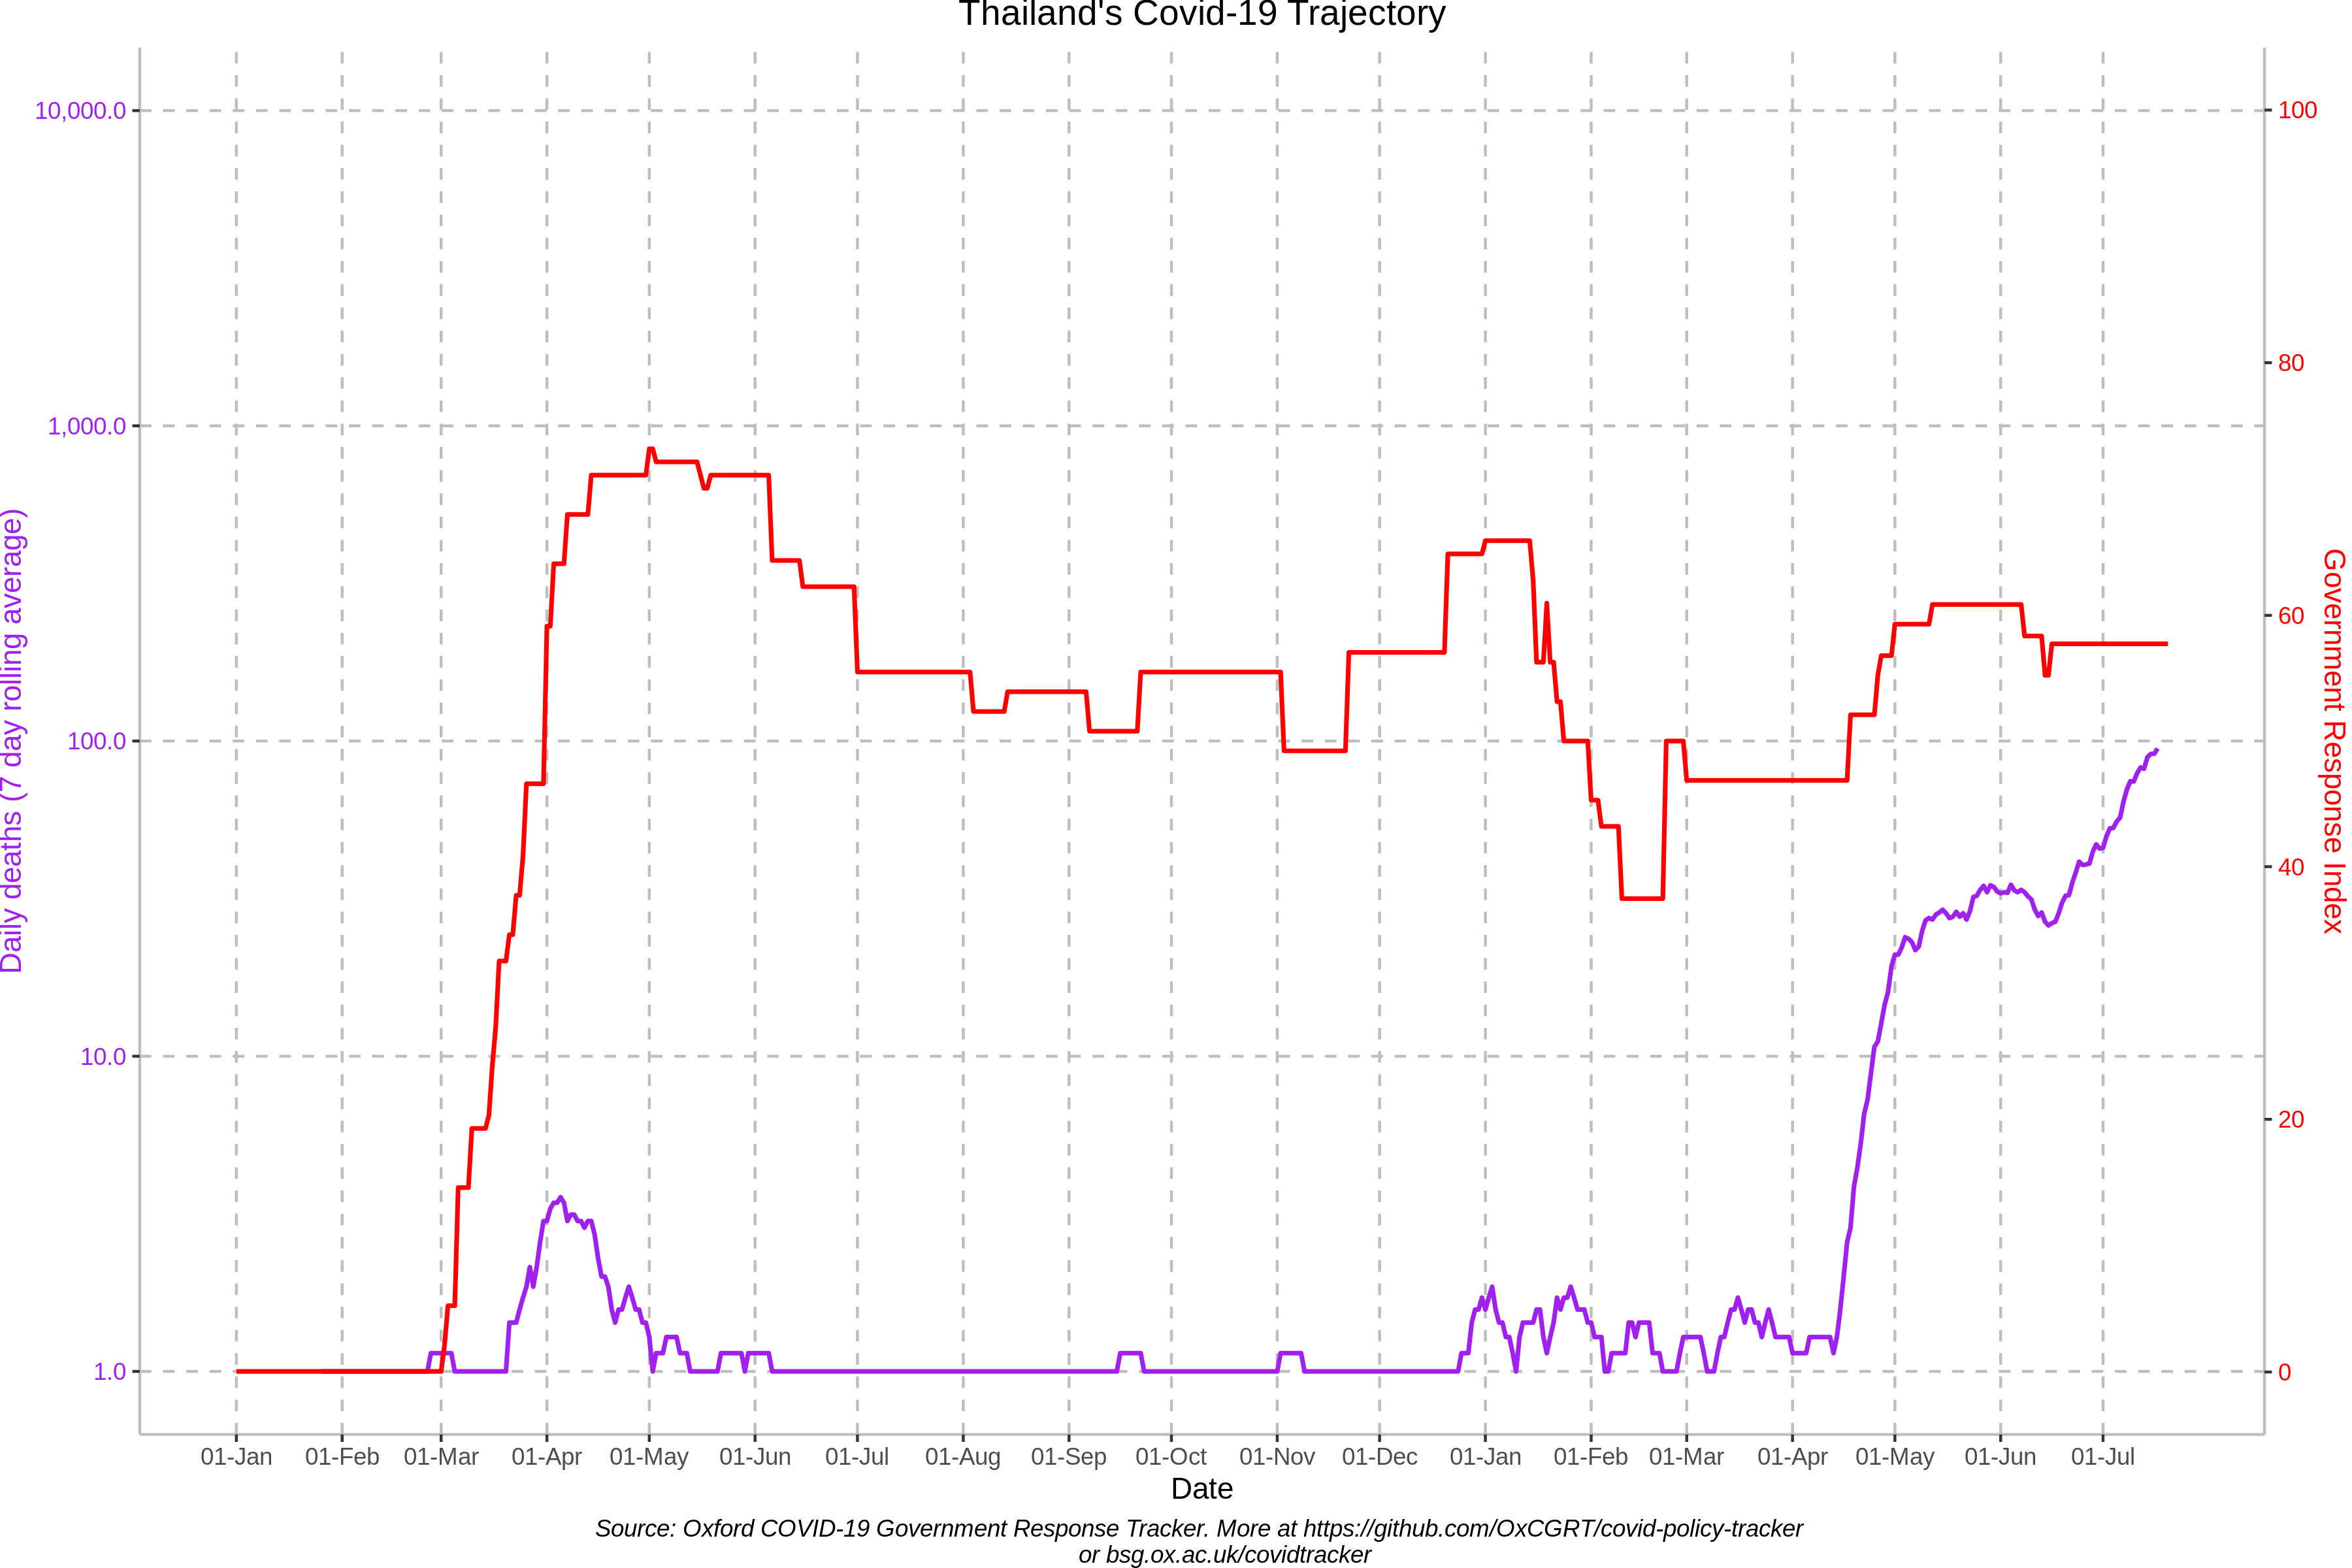 Thailand's Covid-19 Trajectory
10,000.0
1,000.0
100.0
10.0
1.0
Daily deaths (7 day rolling average)
100
80
60
40
20
0
Government Response Index
01-Jan 01-Feb 01-Mar 01-Apr 01-May 01-Jun 01-Jul 01-Aug 01-Sep 01-Oct 01-Nov 01-Dec 01-Jan 01-Feb 01-Mar 01-Apr 01-May 01-Jun 01-Jul
Date
Source: Oxford COVID-19 Government Response Tracker. More at https://github.com/OxCGRT/covid-policy-tracker
or bsg.ox.ac.uk/covidtracker